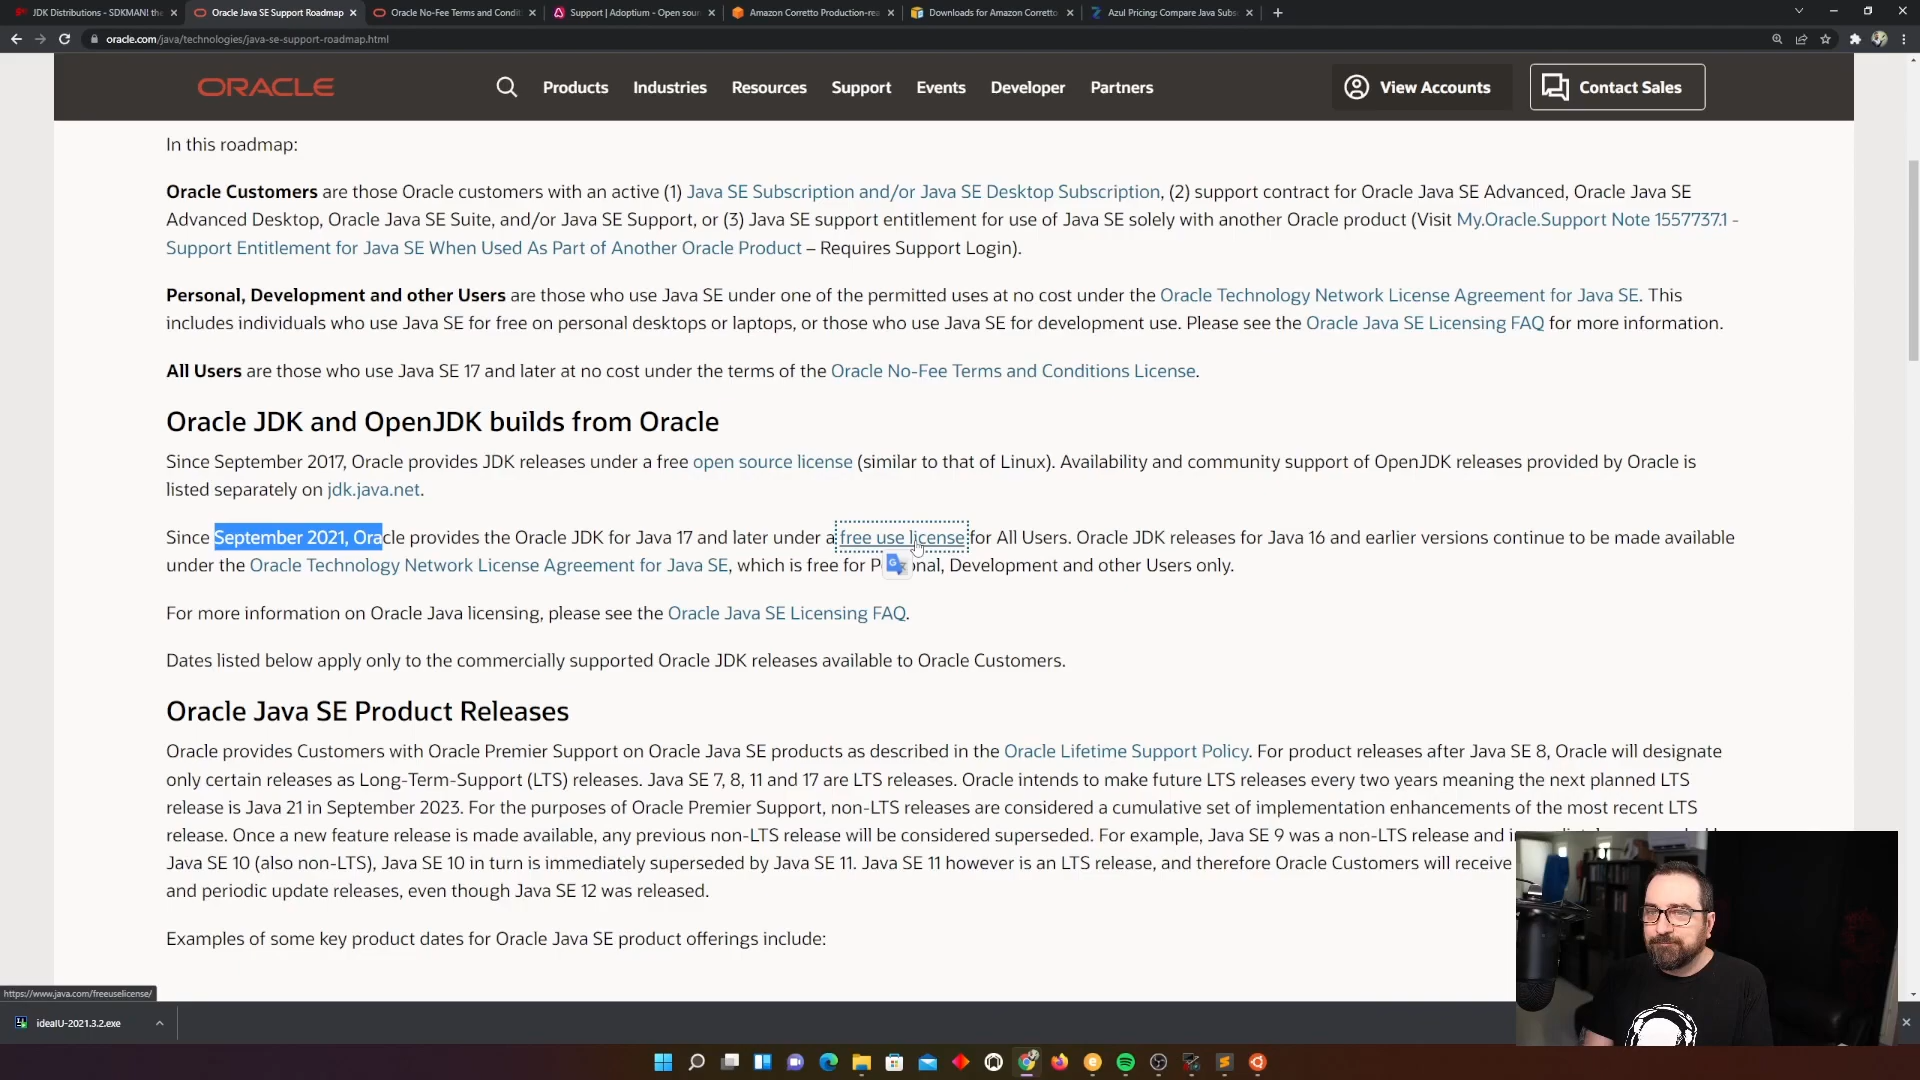 JDK Distributions - SDKMAN! the
Oracle Java SE Support Roadmap
Oracle No-Fee Terms and Condit
Support | Adoptium - Open sour
Amazon Corretto Production-rea
Downloads for Amazon Corretto
Azul Pricing: Compare Java Subs
oracle.com/java/technologies/java-se-support-roadmap.html
ORACLE
Products
Industries
Resources
Support
Events
Developer
Partners
View Accounts
Contact Sales
In this roadmap:
Oracle Customers are those Oracle customers with an active (1) Java SE Subscription and/or Java SE Desktop Subscription, (2) support contract for Oracle Java SE Advanced, Oracle Java SE
Advanced Desktop, Oracle Java SE Suite, and/or Java SE Support, or (3) Java SE support entitlement for use of Java SE solely with another Oracle product (Visit My.Oracle.Support Note 1557737.1 -
Support Entitlement for Java SE When Used As Part of Another Oracle Product – Requires Support Login).
Personal, Development and other Users are those who use Java SE under one of the permitted uses at no cost under the Oracle Technology Network License Agreement for Java SE. This
includes individuals who use Java SE for free on personal desktops or laptops, or those who use Java SE for development use. Please see the Oracle Java SE Licensing FAQ for more information.
All Users are those who use Java SE 17 and later at no cost under the terms of the Oracle No-Fee Terms and Conditions License.
Oracle JDK and OpenJDK builds from Oracle
Since September 2017, Oracle provides JDK releases under a free open source license (similar to that of Linux). Availability and community support of OpenJDK releases provided by Oracle is
listed separately on jdk.java.net.
Since September 2021, Oracle provides the Oracle JDK for Java 17 and later under a free use license for All Users. Oracle JDK releases for Java 16 and earlier versions continue to be made available
under the Oracle Technology Network License Agreement for Java SE, which is free for P onal, Development and other Users only.
For more information on Oracle Java licensing, please see the Oracle Java SE Licensing FAQ.
Dates listed below apply only to the commercially supported Oracle JDK releases available to Oracle Customers.
Oracle Java SE Product Releases
Oracle provides Customers with Oracle Premier Support on Oracle Java SE products as described in the Oracle Lifetime Support Policy. For product releases after Java SE 8, Oracle will designate
only certain releases as Long-Term-Support (LTS) releases. Java SE 7, 8, 11 and 17 are LTS releases. Oracle intends to make future LTS releases every two years meaning the next planned LTS
release is Java 21 in September 2023. For the purposes of Oracle Premier Support, non-LTS releases are considered a cumulative set of implementation enhancements of the most recent LTS
release. Once a new feature release is made available, any previous non-LTS release will be considered superseded. For example, Java SE 9 was a non-LTS release and
Java SE 10 (also non-LTS), Java SE 10 in turn is immediately superseded by Java SE 11. Java SE 11 however is an LTS release, and therefore Oracle Customers will receive
and periodic update releases, even though Java SE 12 was released.
Examples of some key product dates for Oracle Java SE product offerings include:
https://www.java.com/freeuselicense/
ideaIU-2021.3.2.exe